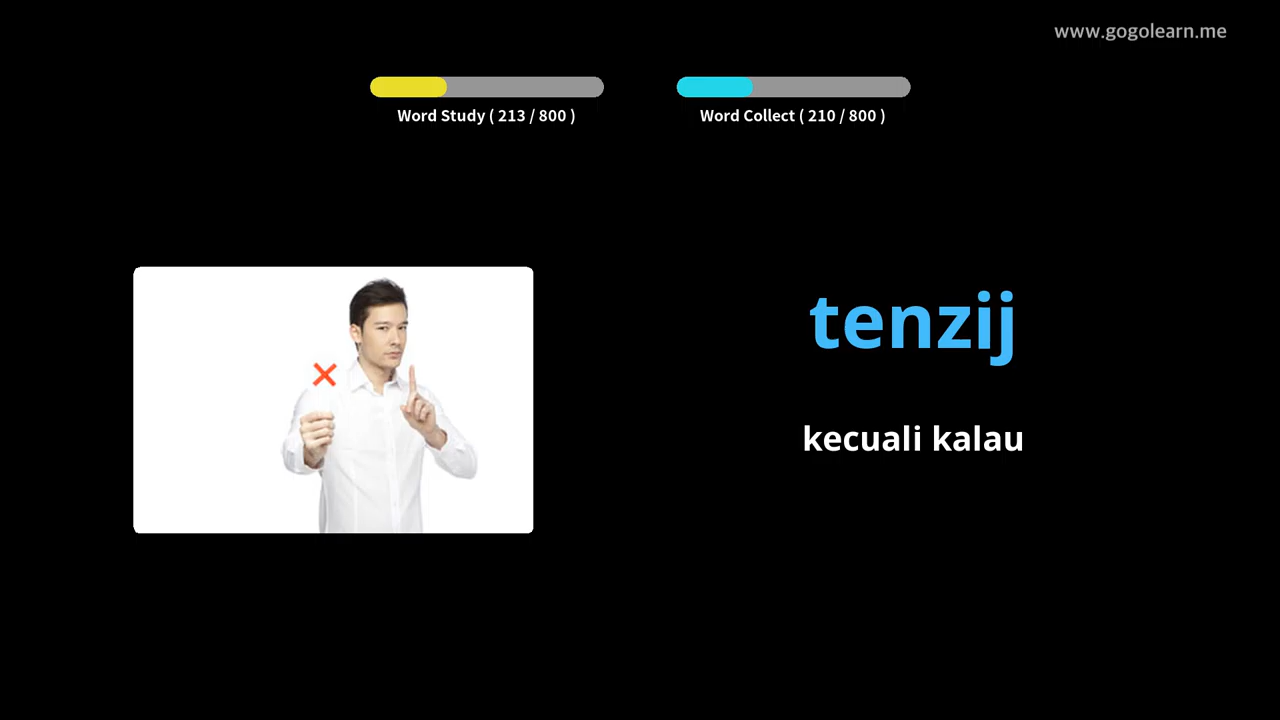 www.gogolearn.me
Word Study ( 213 / 800 )
Word Collect ( 210 / 800 )
tenzij
kecuali kalau